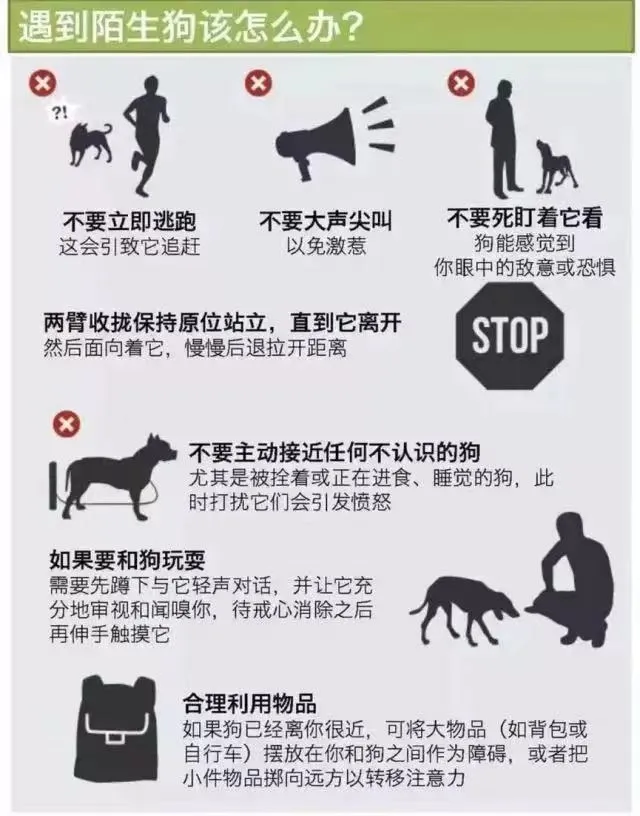 遇到陌生狗该怎么办？
?!
不要立即逃跑
这会引致它追赶
不要大声尖叫
以免激惹
不要死盯着它看
狗能感觉到
你眼中的敌意或恐惧
两臂收拢保持原位站立，直到它离开
然后面向着它，慢慢后退拉开距离
STOP
不要主动接近任何不认识的狗
尤其是被拴着或正在进食、睡觉的狗，此
时打扰它们会引发愤怒
如果要和狗玩耍
需要先蹲下与它轻声对话，并让它充
分地审视和闻嗅你，待戒心消除之后
再伸手触摸它
合理利用物品
如果狗已经离你很近，可将大物品（如背包或
自行车）摆放在你和狗之间作为障碍，或者把
小件物品掷向远方以转移注意力